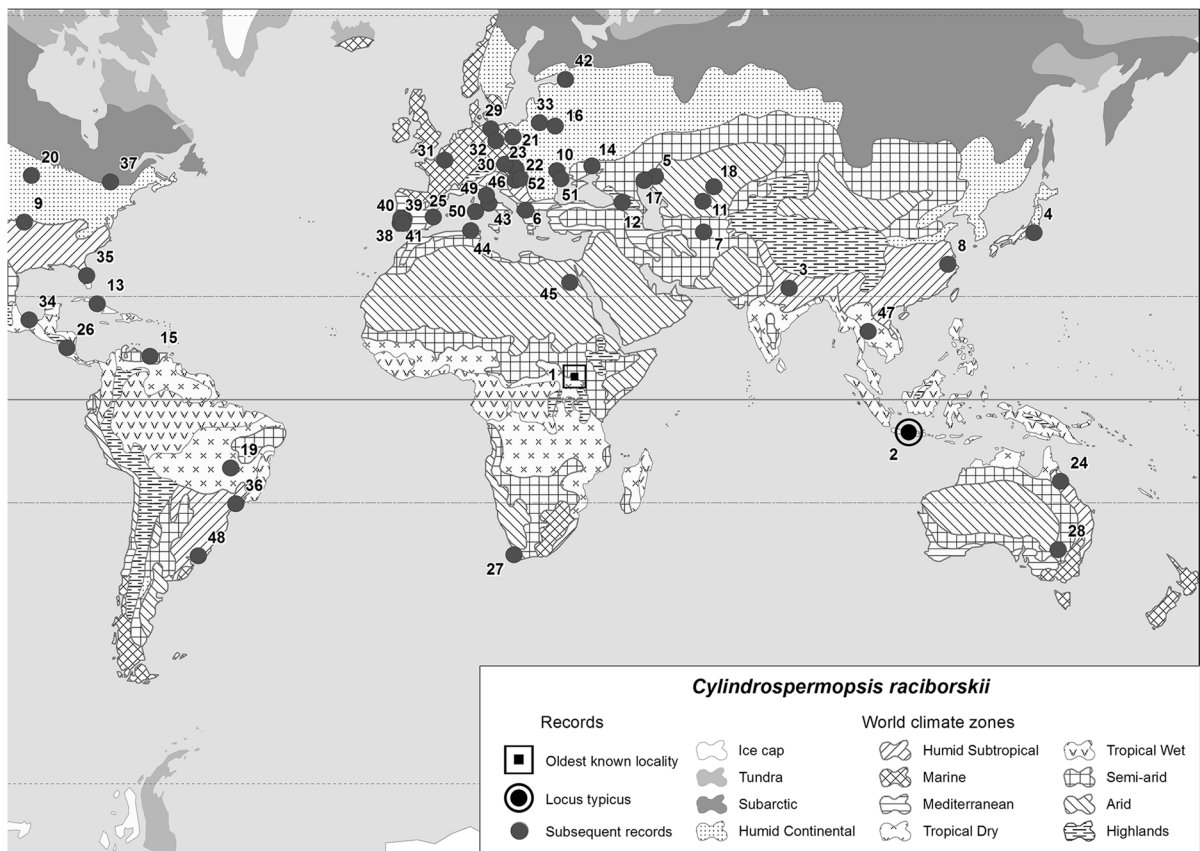 42
29
33
16
31
32
21
20
37
30
23
22
10
14
5
18
9
40
39
25
49
46
52
51
17
11
4
38
41
50
43
6
12
7
8
35
44
3
13
45
34
47
26
15
1
19
2
24
36
48
28
27
Cylindrospermopsis raciborskii
Records
World climate zones
Oldest known locality
Ice cap
Humid Subtropical
Tropical Wet
Tundra
Marine
Semi-arid
Locus typicus
Subarctic
Mediterranean
Arid
Subsequent records
Humid Continental
Tropical Dry
Highlands